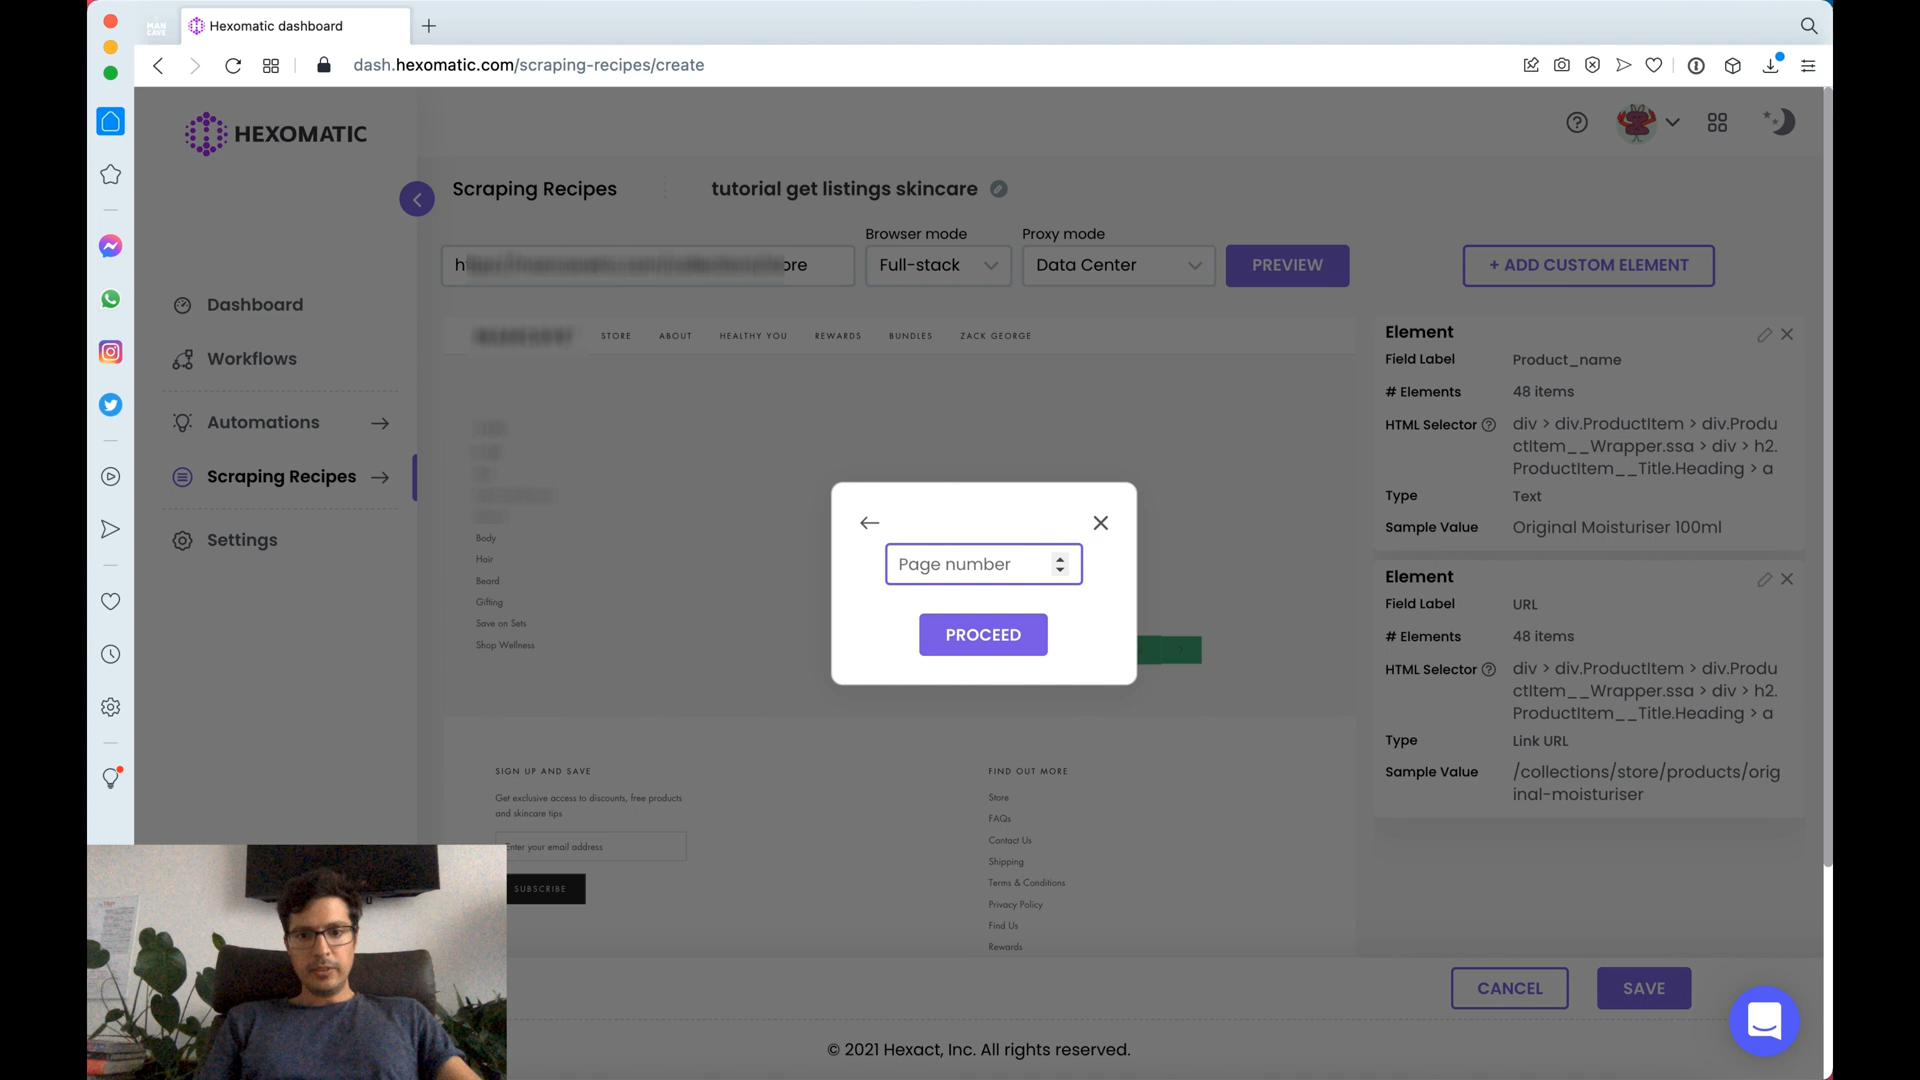 MAN
CAVE
Hexomatic dashboard
dash.hexomatic.com/scraping-recipes/create
HEXOMATIC
Scraping Recipes
tutorial get listings skincare
Browser mode
Proxy mode
Full-stack
Data Center
PREVIEW
+ ADD CUSTOM ELEMENT
Dashboard
Workflows
Automations
Scraping Recipes
Settings
STORE
ABOUT
HEALTHY YOU
REWARDS
BUNDLES
ZACK GEORGE
Body
Hair
Beard
Gifting
Save on Sets
Shop Wellness
Page number
PROCEED
Element
Field Label
Product_name
# Elements
48 items
HTML Selector
div > div.ProductItem > div.Produ
ctItem__Wrapper.ssa > div > h2.
ProductItem__Title.Heading > a
Type
Text
Sample Value
Original Moisturiser 100ml
Element
Field Label
URL
# Elements
48 items
HTML Selector
div > div.ProductItem > div.Produ
ctItem__Wrapper.ssa > div > h2.
ProductItem__Title.Heading > a
Type
Link URL
Sample Value
/collections/store/products/orig
inal-moisturiser
SIGN UP AND SAVE
Get exclusive access to discounts, free products
and skincare tips
Enter your email address
SUBSCRIBE
FIND OUT MORE
Store
FAQs
Contact Us
Shipping
Terms & Conditions
Privacy Policy
Find Us
Rewards
CANCEL
SAVE
© 2021 Hexact, Inc. All rights reserved.